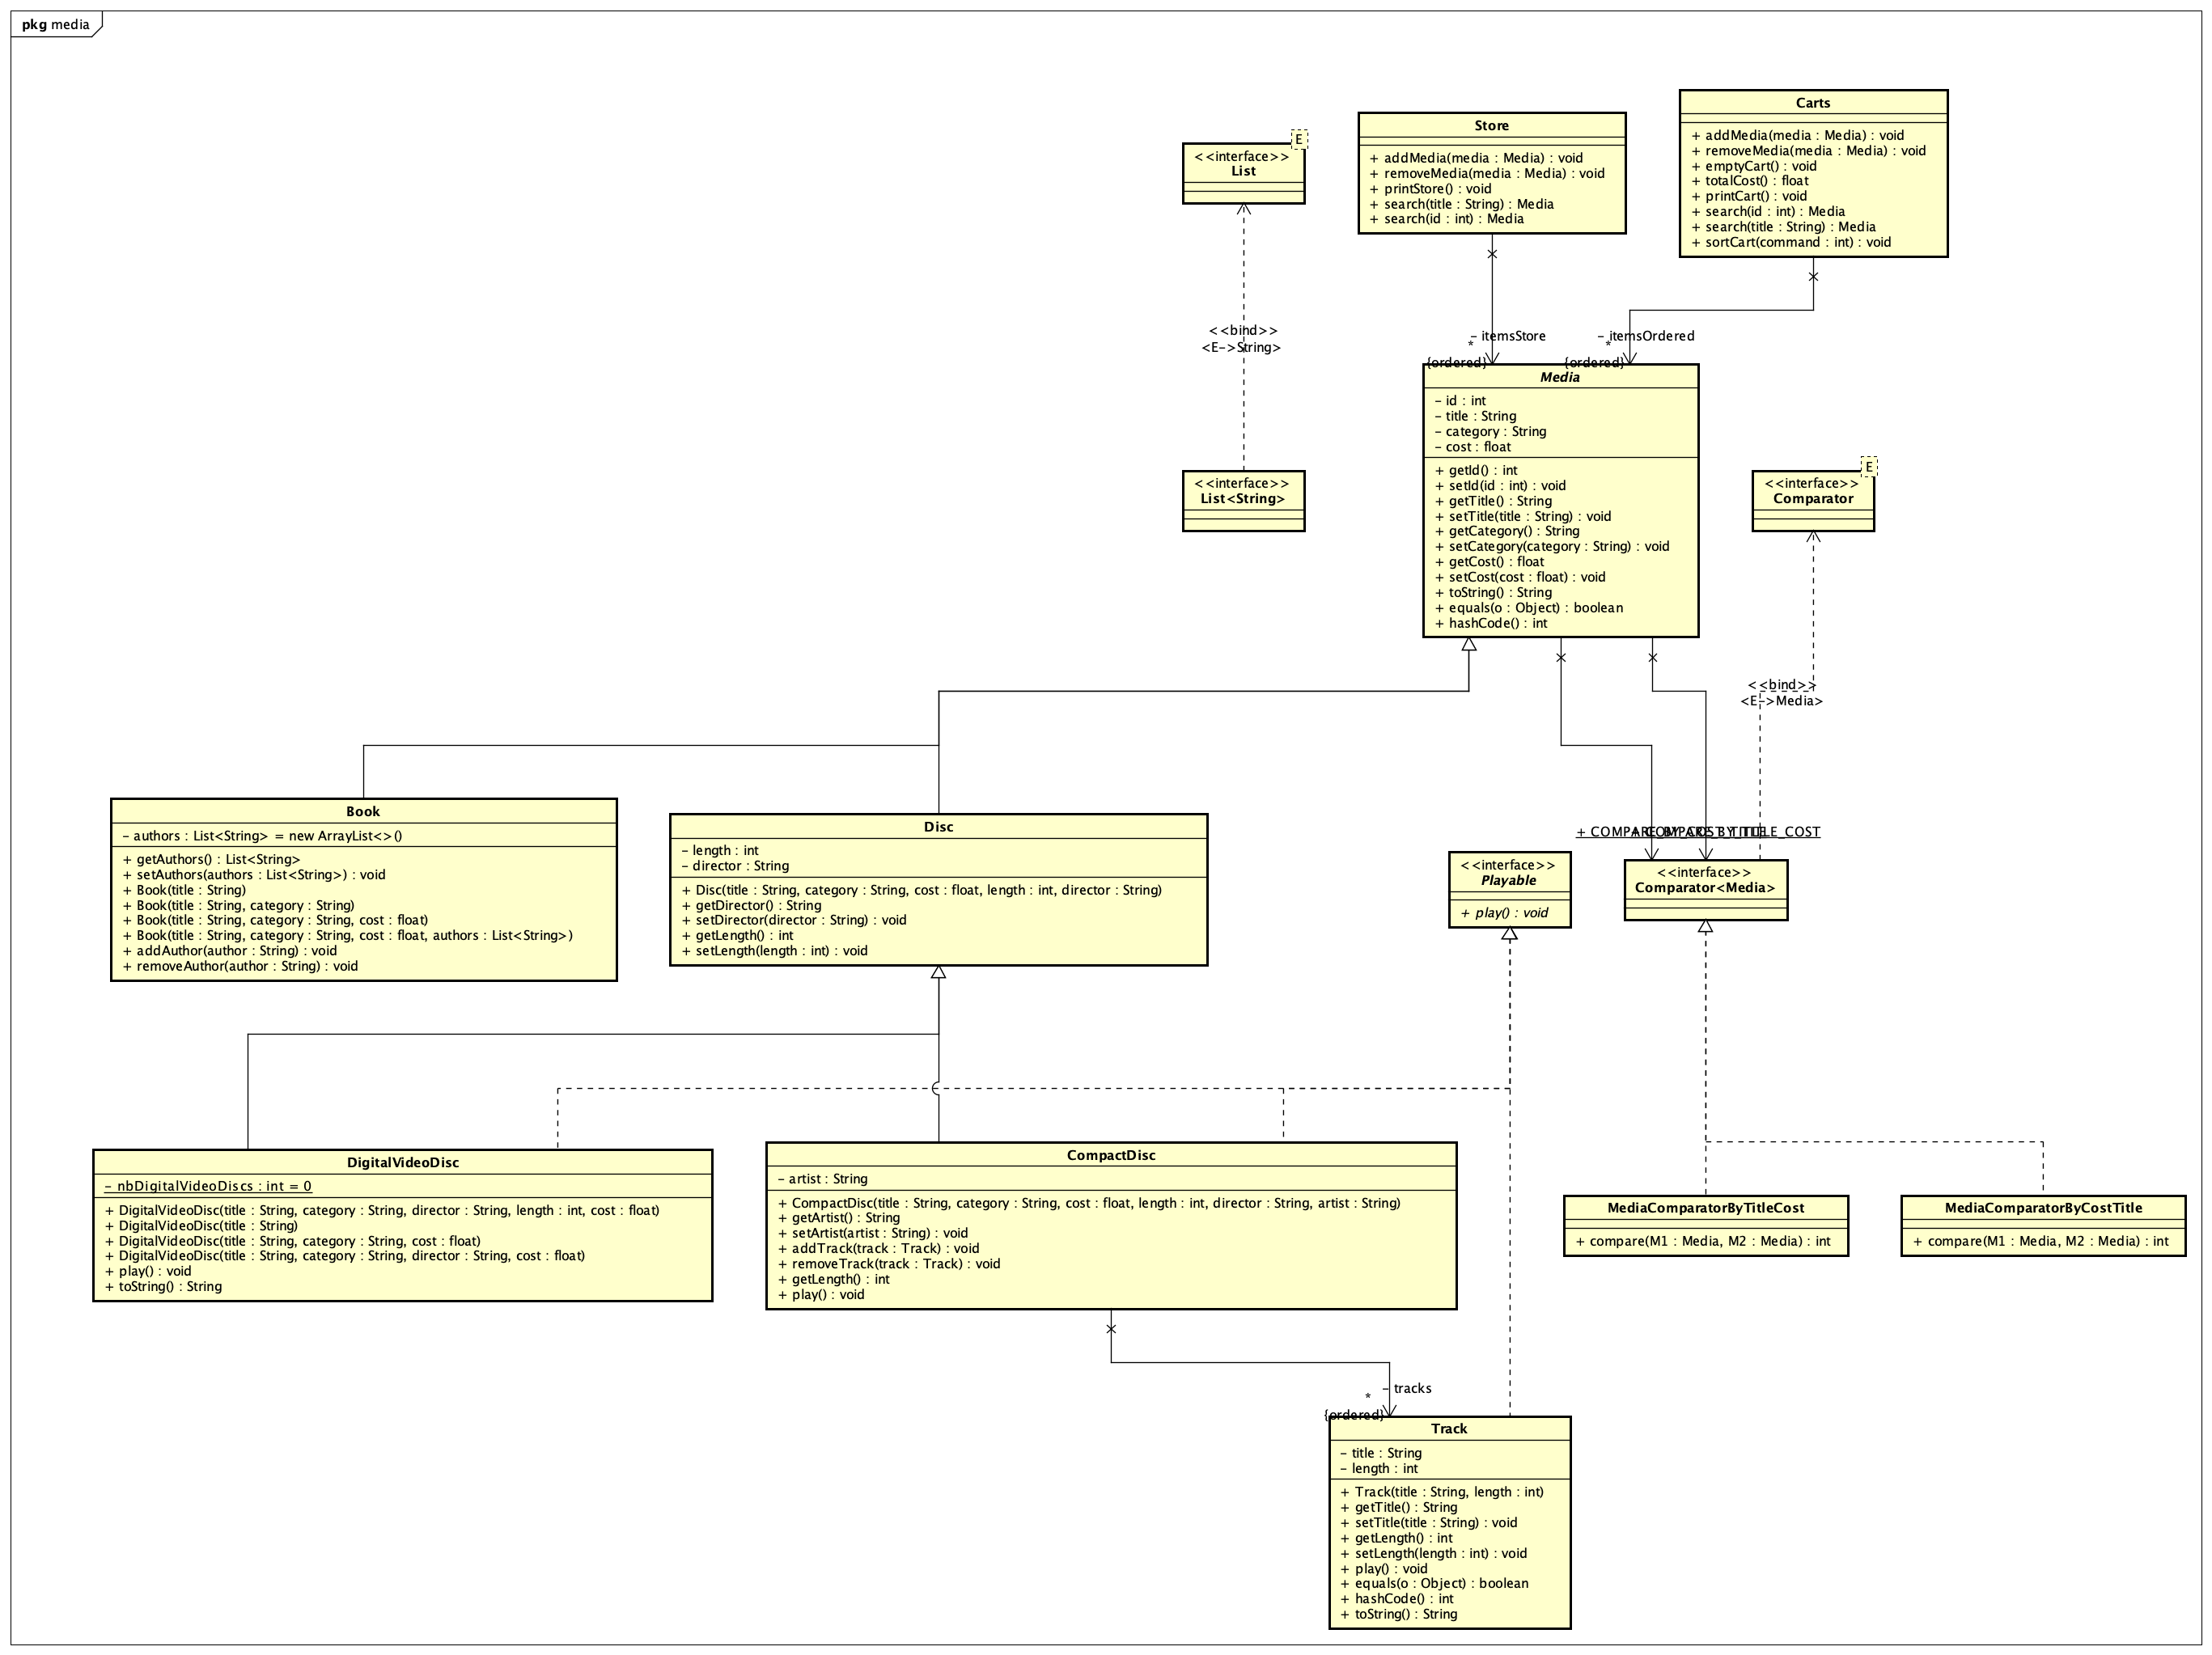 pkg media
Carts
+ addMedia(media : Media) : void
+ removeMedia(media : Media) : void
+ emptyCart() : void
+ totalCost() : float
+ printCart() : void
+ search(id : int) : Media
+ search(title : String) : Media
+ sortCart(command : int) : void
Store
+ addMedia(media : Media) : void
+ removeMedia(media : Media) : void
+ printStore() : void
+ search(title : String) : Media
+ search(id : int) : Media
E
<<interface>>
List
<<bind>>
<E->String>
<<interface>>
List<String>
- itemsStore
*
{ordered}
- itemsOrdered
*
{ordered}
Media
- id : int
- title : String
- category : String
- cost : float
+ getId() : int
+ setId(id : int) : void
+ getTitle() : String
+ setTitle(title : String) : void
+ getCategory() : String
+ setCategory(category : String) : void
+ getCost() : float
+ setCost(cost : float) : void
+ toString() : String
+ equals(o : Object) : boolean
+ hashCode() : int
E
<<interface>>
Comparator
<<bind>>
<E->Media>
Book
- authors : List<String> = new ArrayList<>()
+ getAuthors() : List<String>
+ setAuthors(authors : List<String>) : void
+ Book(title : String)
+ Book(title : String, category : String)
+ Book(title : String, category : String, cost : float)
+ Book(title : String, category : String, cost : float, authors : List<String>)
+ addAuthor(author : String) : void
+ removeAuthor(author : String) : void
Disc
- length : int
- director : String
+ Disc(title : String, category : String, cost : float, length : int, director : String)
+ getDirector() : String
+ setDirector(director : String) : void
+ getLength() : int
+ setLength(length : int) : void
<<interface>>
Playable
+ play() : void
+ COMPARE_BY_COST_TITLE
+ COMPARE_BY_TITLE_COST
<<interface>>
Comparator<Media>
DigitalVideoDisc
- nbDigitalVideoDiscs : int = 0
+ DigitalVideoDisc(title : String, category : String, director : String, length : int, cost : float)
+ DigitalVideoDisc(title : String)
+ DigitalVideoDisc(title : String, category : String, cost : float)
+ DigitalVideoDisc(title : String, category : String, director : String, cost : float)
+ play() : void
+ toString() : String
CompactDisc
- artist : String
+ CompactDisc(title : String, category : String, cost : float, length : int, director : String, artist : String)
+ getArtist() : String
+ setArtist(artist : String) : void
+ addTrack(track : Track) : void
+ removeTrack(track : Track) : void
+ getLength() : int
+ play() : void
MediaComparatorByTitleCost
+ compare(M1 : Media, M2 : Media) : int
MediaComparatorByCostTitle
+ compare(M1 : Media, M2 : Media) : int
- tracks
*
{ordered}
Track
- title : String
- length : int
+ Track(title : String, length : int)
+ getTitle() : String
+ setTitle(title : String) : void
+ getLength() : int
+ setLength(length : int) : void
+ play() : void
+ equals(o : Object) : boolean
+ hashCode() : int
+ toString() : String